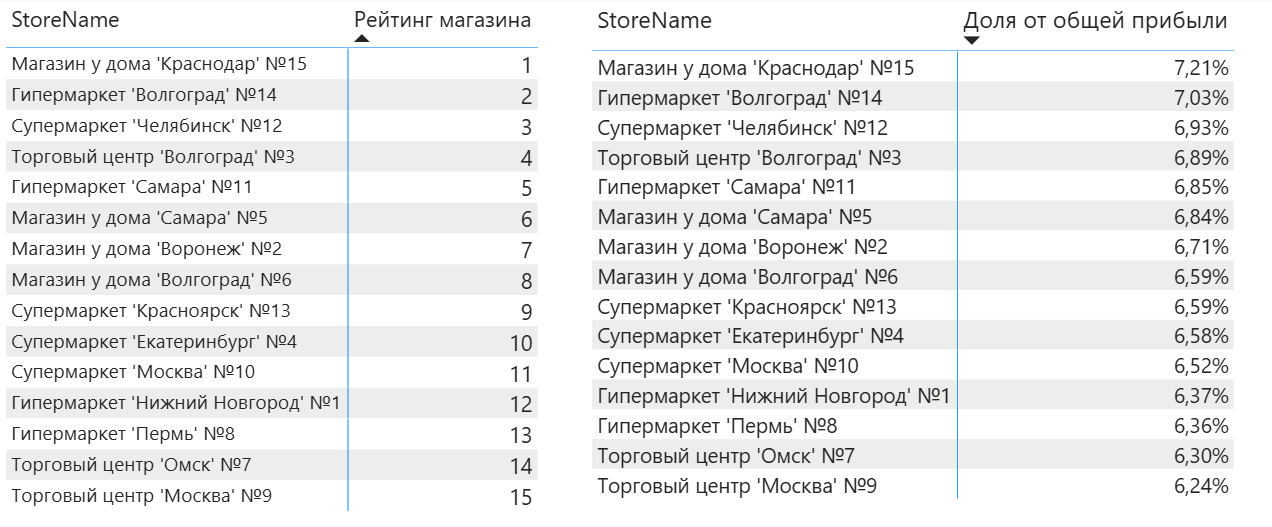 StoreName Рейтинг магазина
Магазин у дома 'Краснодар' №15 1
Гипермаркет 'Волгоград' №14 2
Супермаркет 'Челябинск' №12 3
Торговый центр 'Волгоград' №3 4
Гипермаркет 'Самара' №11 5
Магазин у дома 'Самара' №5 6
Магазин у дома 'Воронеж' №2 7
Магазин у дома 'Волгоград' №6 8
Супермаркет 'Красноярск' №13 9
Супермаркет 'Екатеринбург' №4 10
Супермаркет 'Москва' №10 11
Гипермаркет 'Нижний Новгород' №1 12
Гипермаркет 'Пермь' №8 13
Торговый центр 'Омск' №7 14
Торговый центр 'Москва' №9 15
StoreName Доля от общей прибыли
Магазин у дома 'Краснодар' №15 7,21%
Гипермаркет 'Волгоград' №14 7,03%
Супермаркет 'Челябинск' №12 6,93%
Торговый центр 'Волгоград' №3 6,89%
Гипермаркет 'Самара' №11 6,85%
Магазин у дома 'Самара' №5 6,84%
Магазин у дома 'Воронеж' №2 6,71%
Магазин у дома 'Волгоград' №6 6,59%
Супермаркет 'Красноярск' №13 6,59%
Супермаркет 'Екатеринбург' №4 6,58%
Супермаркет 'Москва' №10 6,52%
Гипермаркет 'Нижний Новгород' №1 6,37%
Гипермаркет 'Пермь' №8 6,36%
Торговый центр 'Омск' №7 6,30%
Торговый центр 'Москва' №9 6,24%